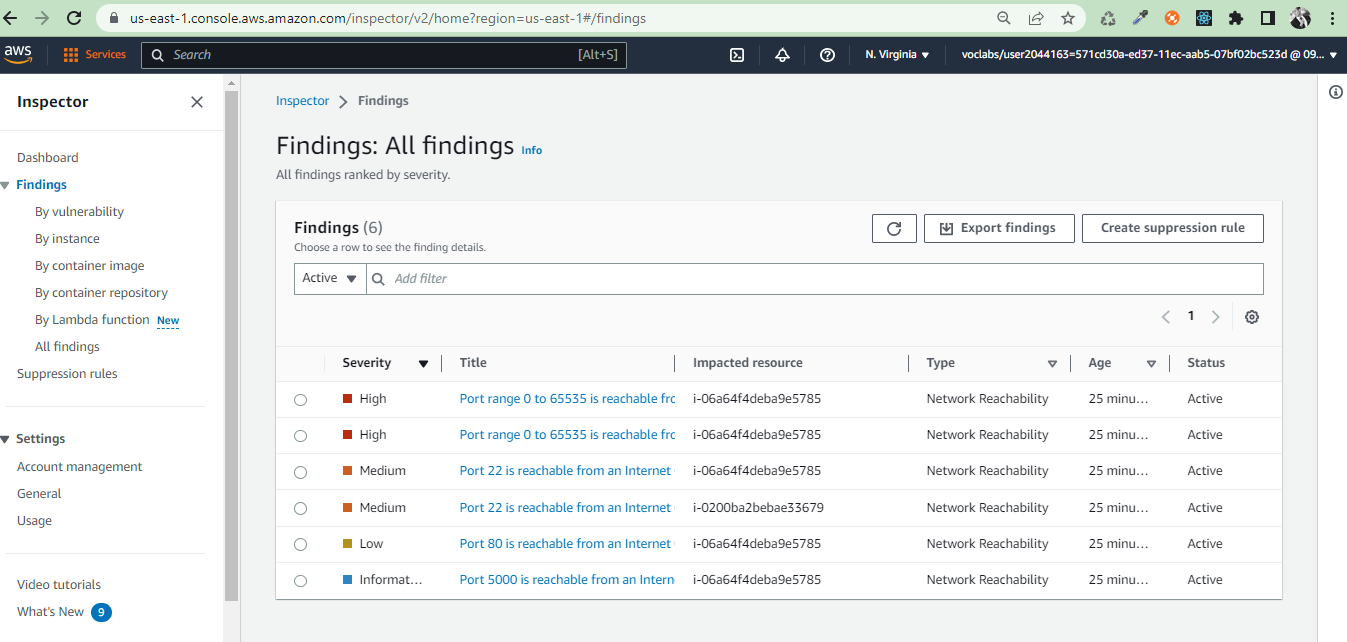 us-east-1.console.aws.amazon.com/inspector/v2/home?region=us-east-1#/findings
aws Services Search [Alt+S] N. Virginia voclabs/user2044163=571cd30a-ed37-11ec-aab5-07bf02bc523d @ 09...
Inspector
Dashboard
Findings
By vulnerability
By instance
By container image
By container repository
By Lambda function New
All findings
Suppression rules
Settings
Account management
General
Usage
Video tutorials
What's New 9
Inspector Findings
Findings: All findings Info
All findings ranked by severity.
Findings (6)
Choose a row to see the finding details.
Export findings
Create suppression rule
Active Add filter
1
Severity Title Impacted resource Type Age Status
High Port range 0 to 65535 is reachable frc i-06a64f4deba9e5785 Network Reachability 25 minu... Active
High Port range 0 to 65535 is reachable frc i-06a64f4deba9e5785 Network Reachability 25 minu... Active
Medium Port 22 is reachable from an Internet i-06a64f4deba9e5785 Network Reachability 25 minu... Active
Medium Port 22 is reachable from an Internet i-0200ba2bebae33679 Network Reachability 25 minu... Active
Low Port 80 is reachable from an Internet i-06a64f4deba9e5785 Network Reachability 25 minu... Active
Informat... Port 5000 is reachable from an Intern i-06a64f4deba9e5785 Network Reachability 25 minu... Active